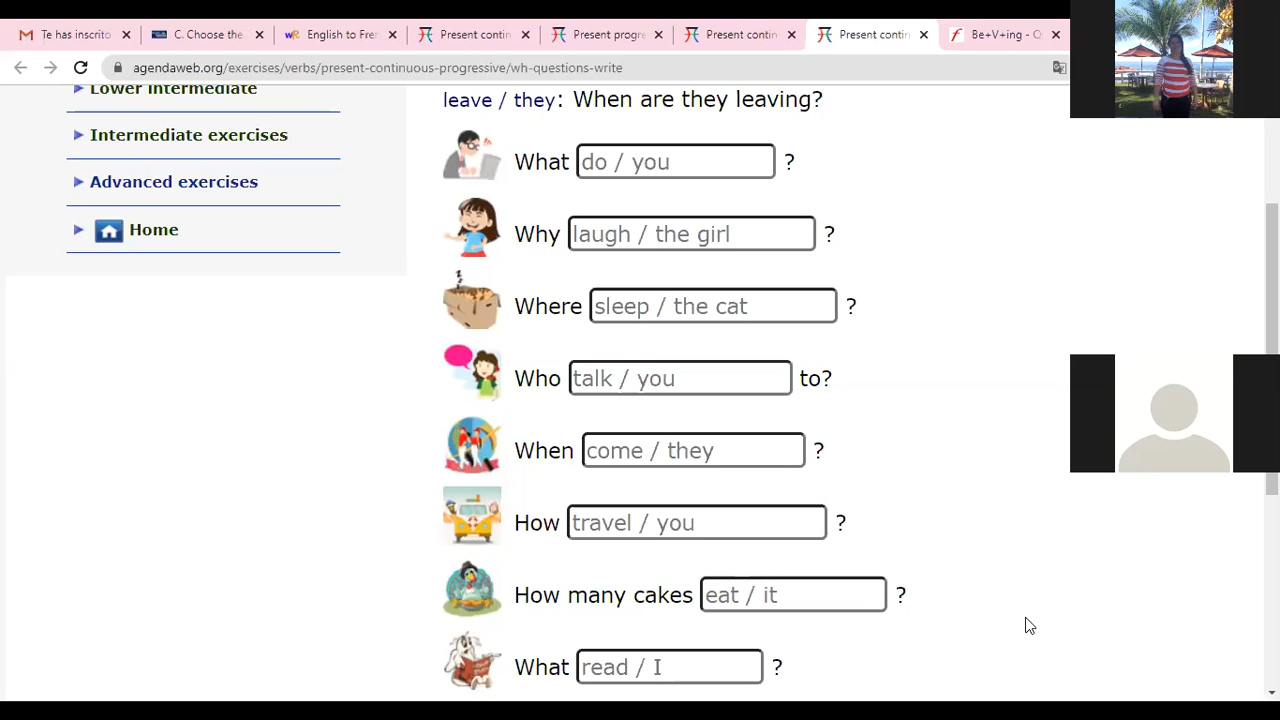 Te has inscrito
C. Choose the
English to Fren
Present contin
Present progre
Present contin
Present contin
Be+V+ing - Q
agendaweb.org/exercises/verbs/present-continuous-progressive/wh-questions-write
Lower intermediate
Intermediate exercises
Advanced exercises
Home
leave / they: When are they leaving?
What do / you ?
Why laugh / the girl ?
Where sleep / the cat ?
Who talk / you to?
When come / they ?
How travel / you ?
How many cakes eat / it ?
What read / I ?